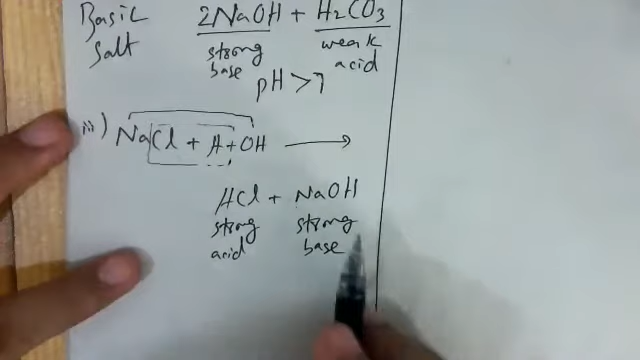 Basic 2NaOH + H2CO3
Salt strong base weak acid
pH > 7
iii) NaCl + H + OH →
HCl + NaOH
strong strong
acid base